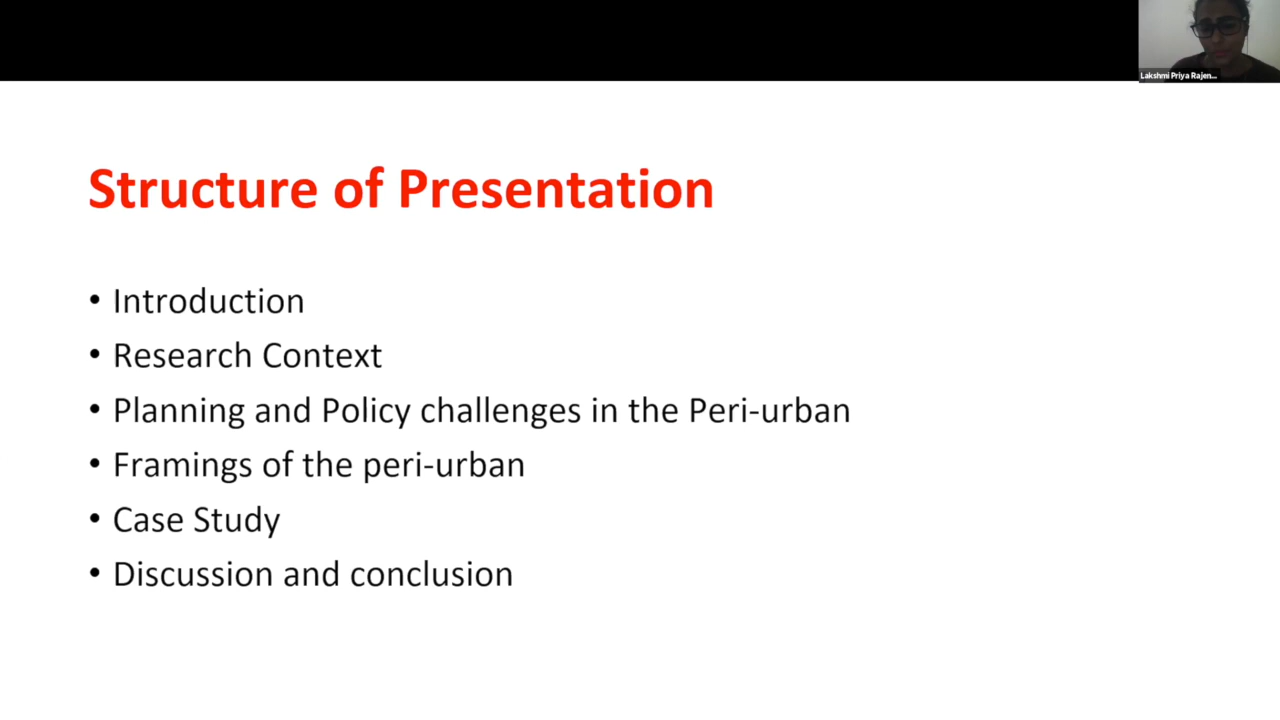 Lakshmi Priya Rajen...
Structure of Presentation
• Introduction
• Research Context
• Planning and Policy challenges in the Peri-urban
• Framings of the peri-urban
• Case Study
• Discussion and conclusion